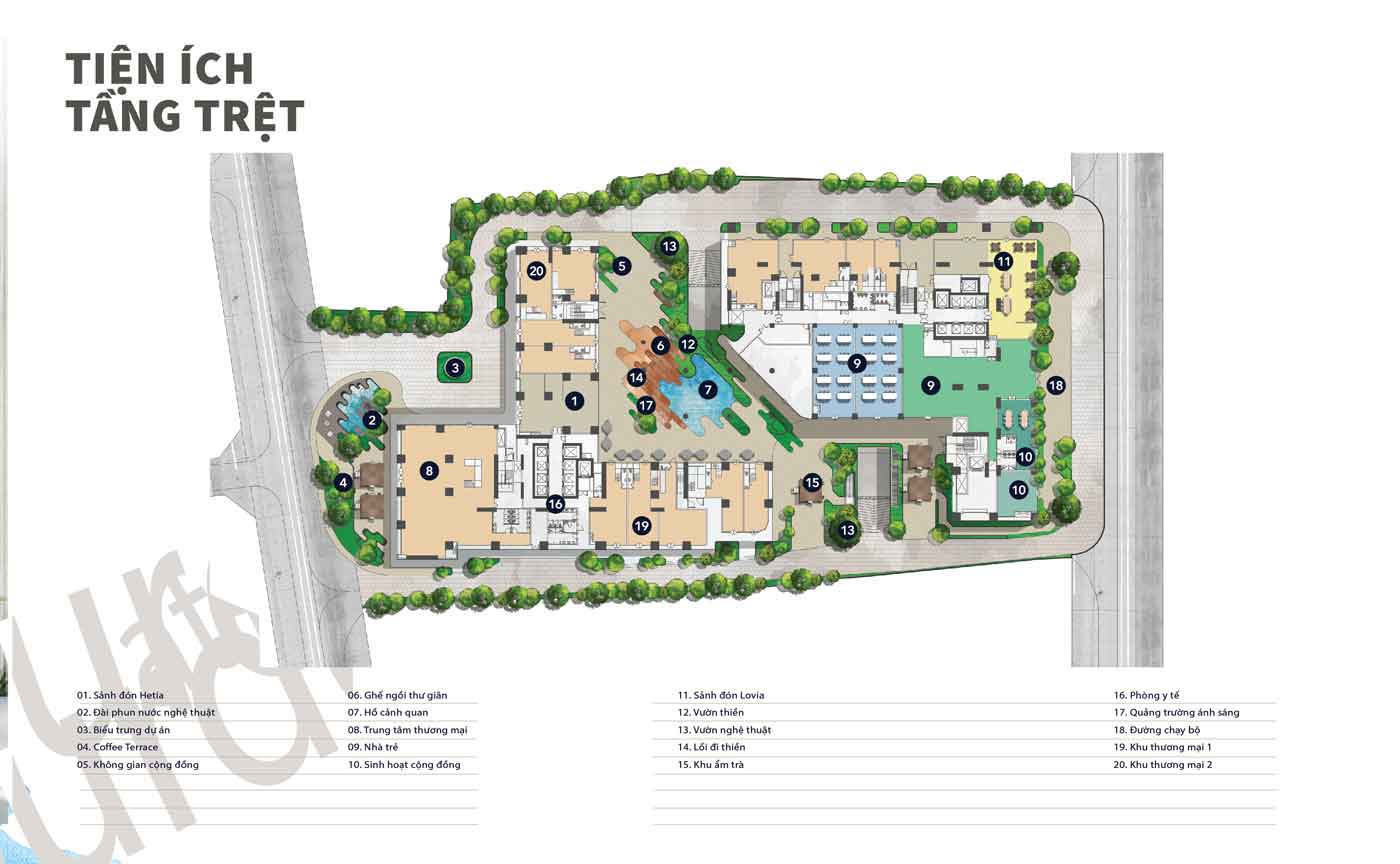 TIỆN ÍCH
TẦNG TRỆT
13
5
20
11
6
12
3
14
7
9
9
18
1
17
2
8
4
10
15
10
16
19
13
01. Sảnh đón Hetia
02. Đài phun nước nghệ thuật
03. Biểu trưng dự án
04. Coffee Terrace
05. Không gian cộng đồng
06. Ghế ngồi thư giãn
07. Hồ cảnh quan
08. Trung tâm thương mại
09. Nhà trẻ
10. Sinh hoạt cộng đồng
11. Sảnh đón Lovia
12. Vườn thiền
13. Vườn nghệ thuật
14. Lối đi thiền
15. Khu ẩm trà
16. Phòng y tế
17. Quảng trường ánh sáng
18. Đường chạy bộ
19. Khu thương mại 1
20. Khu thương mại 2